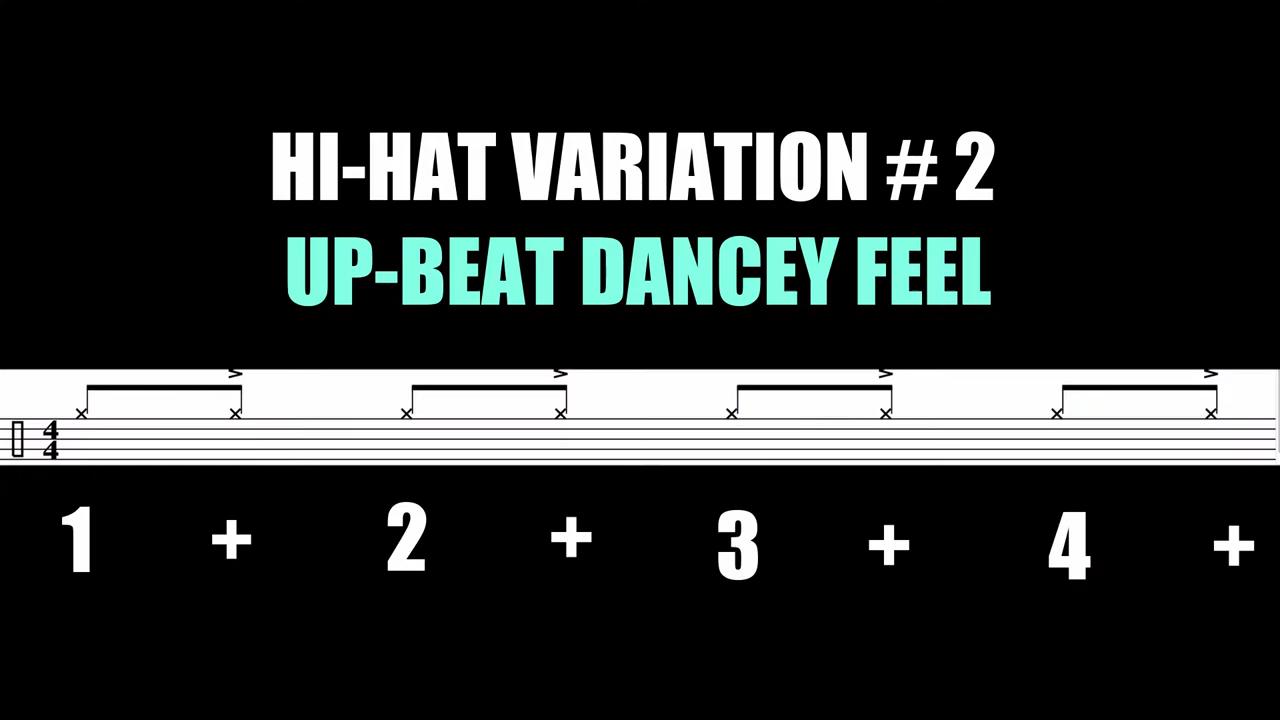 HI-HAT VARIATION # 2
UP-BEAT DANCEY FEEL
4
4
1 + 2 + 3 + 4 +